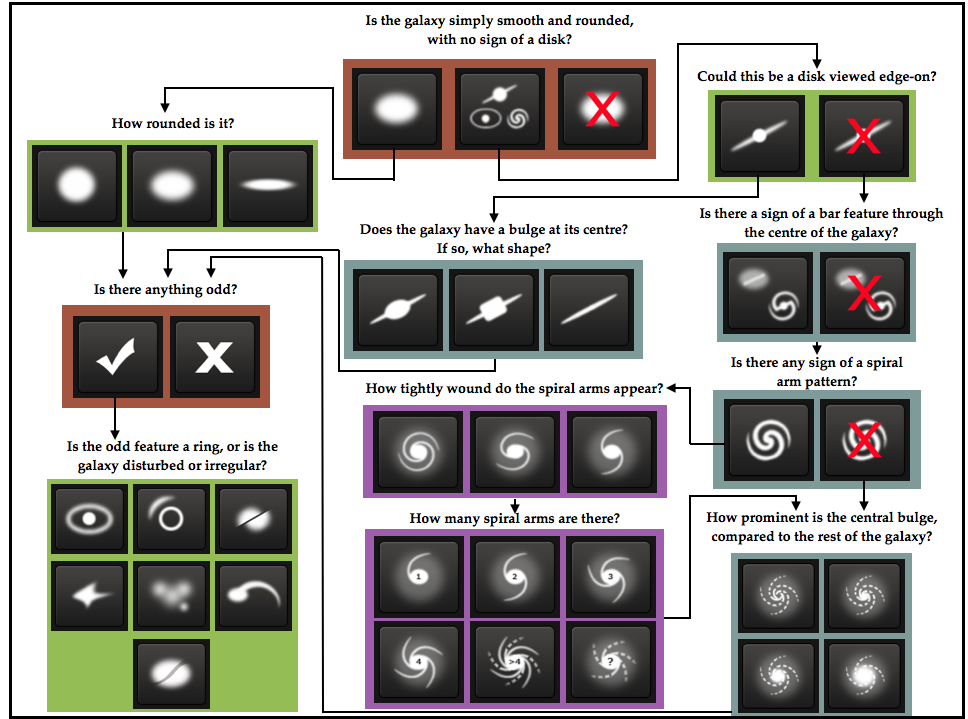 Is the galaxy simply smooth and rounded,
with no sign of a disk?
Could this be a disk viewed edge-on?
How rounded is it?
Is there a sign of a bar feature through
the centre of the galaxy?
Does the galaxy have a bulge at its centre?
If so, what shape?
Is there anything odd?
Is there any sign of a spiral
arm pattern?
How tightly wound do the spiral arms appear?
Is the odd feature a ring, or is the
galaxy disturbed or irregular?
How many spiral arms are there?
1
2
3
4
>4
?
How prominent is the central bulge,
compared to the rest of the galaxy?